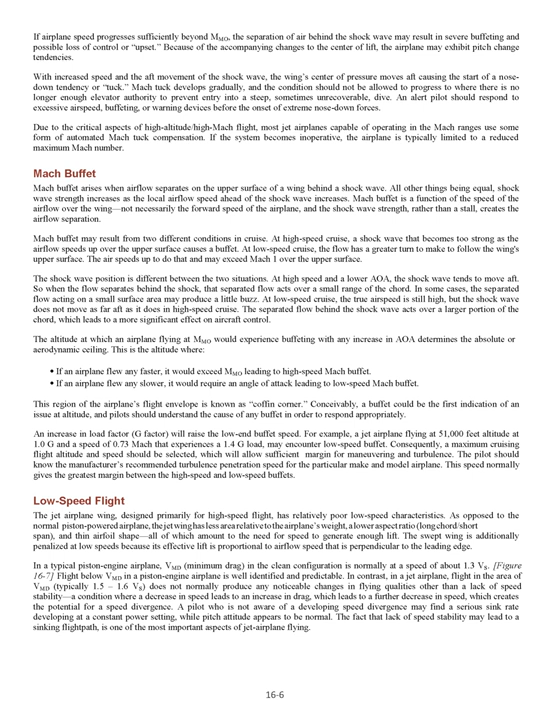 If airplane speed progresses sufficiently beyond MMO, the separation of air behind the shock wave may result in severe buffeting and
possible loss of control or “upset.” Because of the accompanying changes to the center of lift, the airplane may exhibit pitch change
tendencies.
With increased speed and the aft movement of the shock wave, the wing’s center of pressure moves aft causing the start of a nose-
down tendency or “tuck.” Mach tuck develops gradually, and the condition should not be allowed to progress to where there is no
longer enough elevator authority to prevent entry into a steep, sometimes unrecoverable, dive. An alert pilot should respond to
excessive airspeed, buffeting, or warning devices before the onset of extreme nose-down forces.
Due to the critical aspects of high-altitude/high-Mach flight, most jet airplanes capable of operating in the Mach ranges use some
form of automated Mach tuck compensation. If the system becomes inoperative, the airplane is typically limited to a reduced
maximum Mach number.
Mach Buffet
Mach buffet arises when airflow separates on the upper surface of a wing behind a shock wave. All other things being equal, shock
wave strength increases as the local airflow speed ahead of the shock wave increases. Mach buffet is a function of the speed of the
airflow over the wing—not necessarily the forward speed of the airplane, and the shock wave strength, rather than a stall, creates the
airflow separation.
Mach buffet may result from two different conditions in cruise. At high-speed cruise, a shock wave that becomes too strong as the
airflow speeds up over the upper surface causes a buffet. At low-speed cruise, the flow has a greater turn to make to follow the wing's
upper surface. The air speeds up to do that and may exceed Mach 1 over the upper surface.
The shock wave position is different between the two situations. At high speed and a lower AOA, the shock wave tends to move aft.
So when the flow separates behind the shock, that separated flow acts over a small range of the chord. In some cases, the separated
flow acting on a small surface area may produce a little buzz. At low-speed cruise, the true airspeed is still high, but the shock wave
does not move as far aft as it does in high-speed cruise. The separated flow behind the shock wave acts over a larger portion of the
chord, which leads to a more significant effect on aircraft control.
The altitude at which an airplane flying at MMO would experience buffeting with any increase in AOA determines the absolute or
aerodynamic ceiling. This is the altitude where:
• If an airplane flew any faster, it would exceed MMO leading to high-speed Mach buffet.
• If an airplane flew any slower, it would require an angle of attack leading to low-speed Mach buffet.
This region of the airplane’s flight envelope is known as “coffin corner.” Conceivably, a buffet could be the first indication of an
issue at altitude, and pilots should understand the cause of any buffet in order to respond appropriately.
An increase in load factor (G factor) will raise the low-end buffet speed. For example, a jet airplane flying at 51,000 feet altitude at
1.0 G and a speed of 0.73 Mach that experiences a 1.4 G load, may encounter low-speed buffet. Consequently, a maximum cruising
flight altitude and speed should be selected, which will allow sufficient margin for maneuvering and turbulence. The pilot should
know the manufacturer’s recommended turbulence penetration speed for the particular make and model airplane. This speed normally
gives the greatest margin between the high-speed and low-speed buffets.
Low-Speed Flight
The jet airplane wing, designed primarily for high-speed flight, has relatively poor low-speed characteristics. As opposed to the
normal piston-powered airplane, the jet wing has less area relative to the airplane’s weight, a lower aspect ratio (long chord/short
span), and thin airfoil shape—all of which amount to the need for speed to generate enough lift. The swept wing is additionally
penalized at low speeds because its effective lift is proportional to airflow speed that is perpendicular to the leading edge.
In a typical piston-engine airplane, VMD (minimum drag) in the clean configuration is normally at a speed of about 1.3 VS. [Figure
16-7] Flight below VMD in a piston-engine airplane is well identified and predictable. In contrast, in a jet airplane, flight in the area of
VMD (typically 1.5 – 1.6 VS) does not normally produce any noticeable changes in flying qualities other than a lack of speed
stability—a condition where a decrease in speed leads to an increase in drag, which leads to a further decrease in speed, which creates
the potential for a speed divergence. A pilot who is not aware of a developing speed divergence may find a serious sink rate
developing at a constant power setting, while pitch attitude appears to be normal. The fact that lack of speed stability may lead to a
sinking flightpath, is one of the most important aspects of jet-airplane flying.
16-6